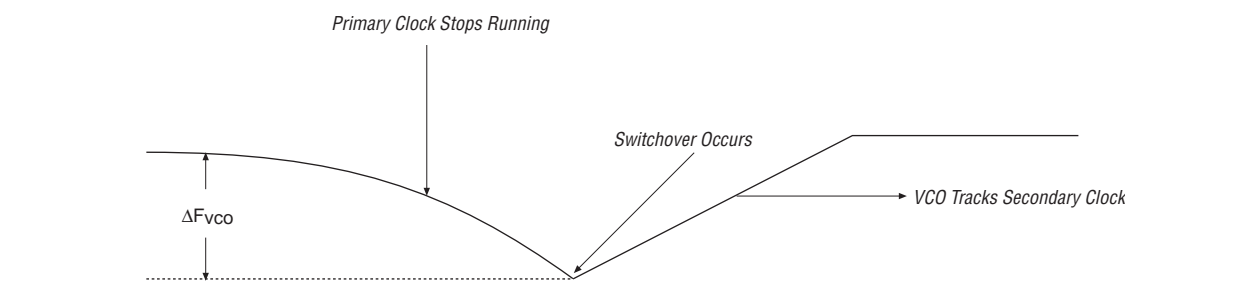 Primary Clock Stops Running
Switchover Occurs
VCO Tracks Secondary Clock
ΔFvco